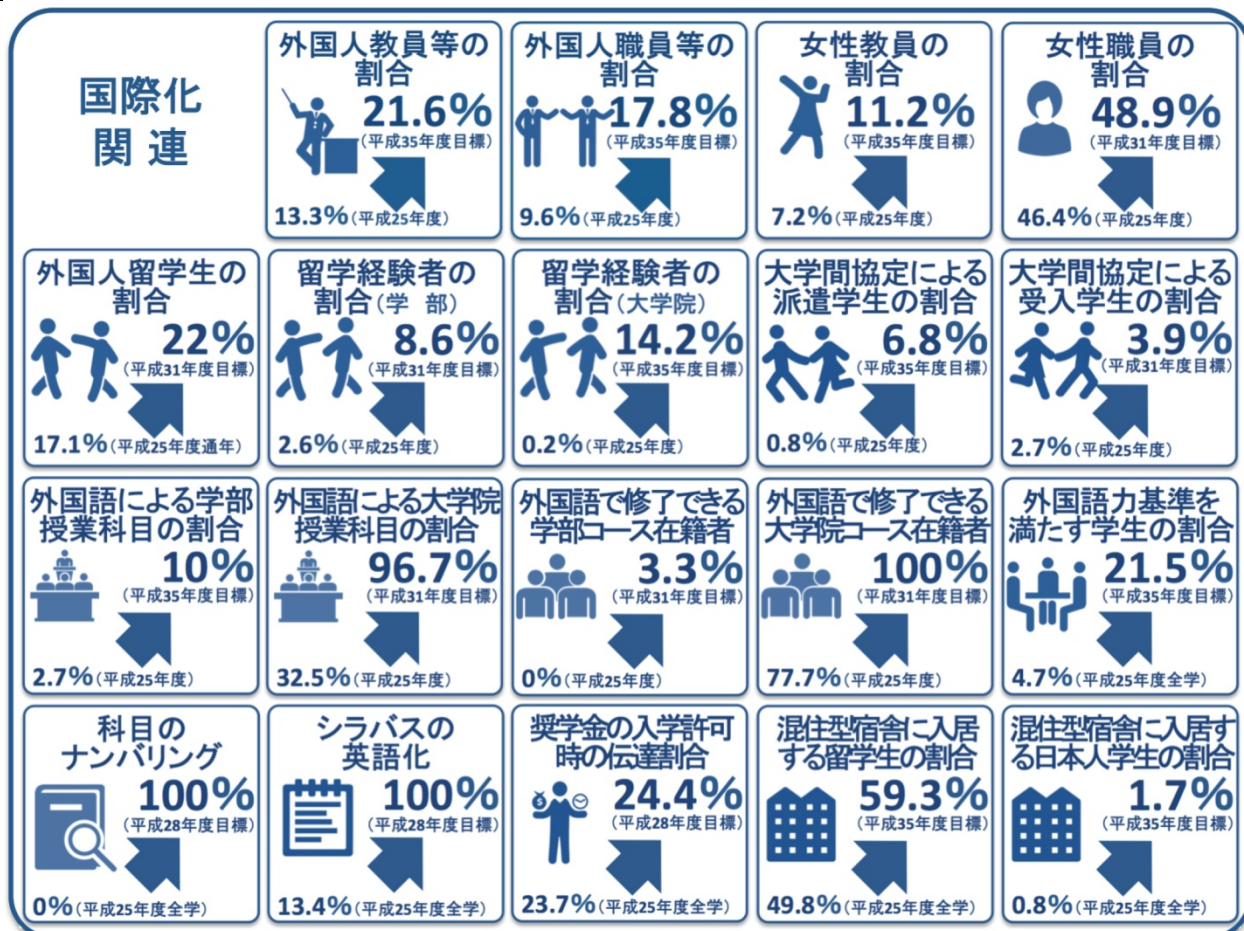 国際化
関 連
外国人教員等の
割合
21.6%
(平成35年度目標)
13.3%(平成25年度)
外国人職員等の
割合
17.8%
(平成35年度目標)
9.6%(平成25年度)
女性教員の
割合
11.2%
(平成35年度目標)
7.2%(平成25年度)
女性職員の
割合
48.9%
(平成31年度目標)
46.4%(平成25年度)
外国人留学生の
割合
22%
(平成31年度目標)
17.1%(平成25年度通年)
留学経験者の
割合(学 部)
8.6%
(平成31年度目標)
2.6%(平成25年度)
留学経験者の
割合(大学院)
14.2%
(平成35年度目標)
0.2%(平成25年度)
大学間協定による
派遣学生の割合
6.8%
(平成35年度目標)
0.8%(平成25年度)
大学間協定による
受入学生の割合
3.9%
(平成31年度目標)
2.7%(平成25年度)
外国語による学部
授業科目の割合
10%
(平成35年度目標)
2.7%(平成25年度)
外国語による大学院
授業科目の割合
96.7%
(平成31年度目標)
32.5%(平成25年度)
外国語で修了できる
学部コース在籍者
3.3%
(平成31年度目標)
0%(平成25年度)
外国語で修了できる
大学院コース在籍者
100%
(平成31年度目標)
77.7%(平成25年度)
外国語力基準を
満たす学生の割合
21.5%
(平成35年度目標)
4.7%(平成25年度全学)
科目の
ナンバリング
100%
(平成28年度目標)
0%(平成25年度全学)
シラバスの
英語化
100%
(平成28年度目標)
13.4%(平成25年度全学)
奨学金の入学許可
時の伝達割合
24.4%
(平成28年度目標)
23.7%(平成25年度全学)
混住型宿舎に入居
する留学生の割合
59.3%
(平成35年度目標)
49.8%(平成25年度全学)
混住型宿舎に入居す
る日本人学生の割合
1.7%
(平成35年度目標)
0.8%(平成25年度全学)